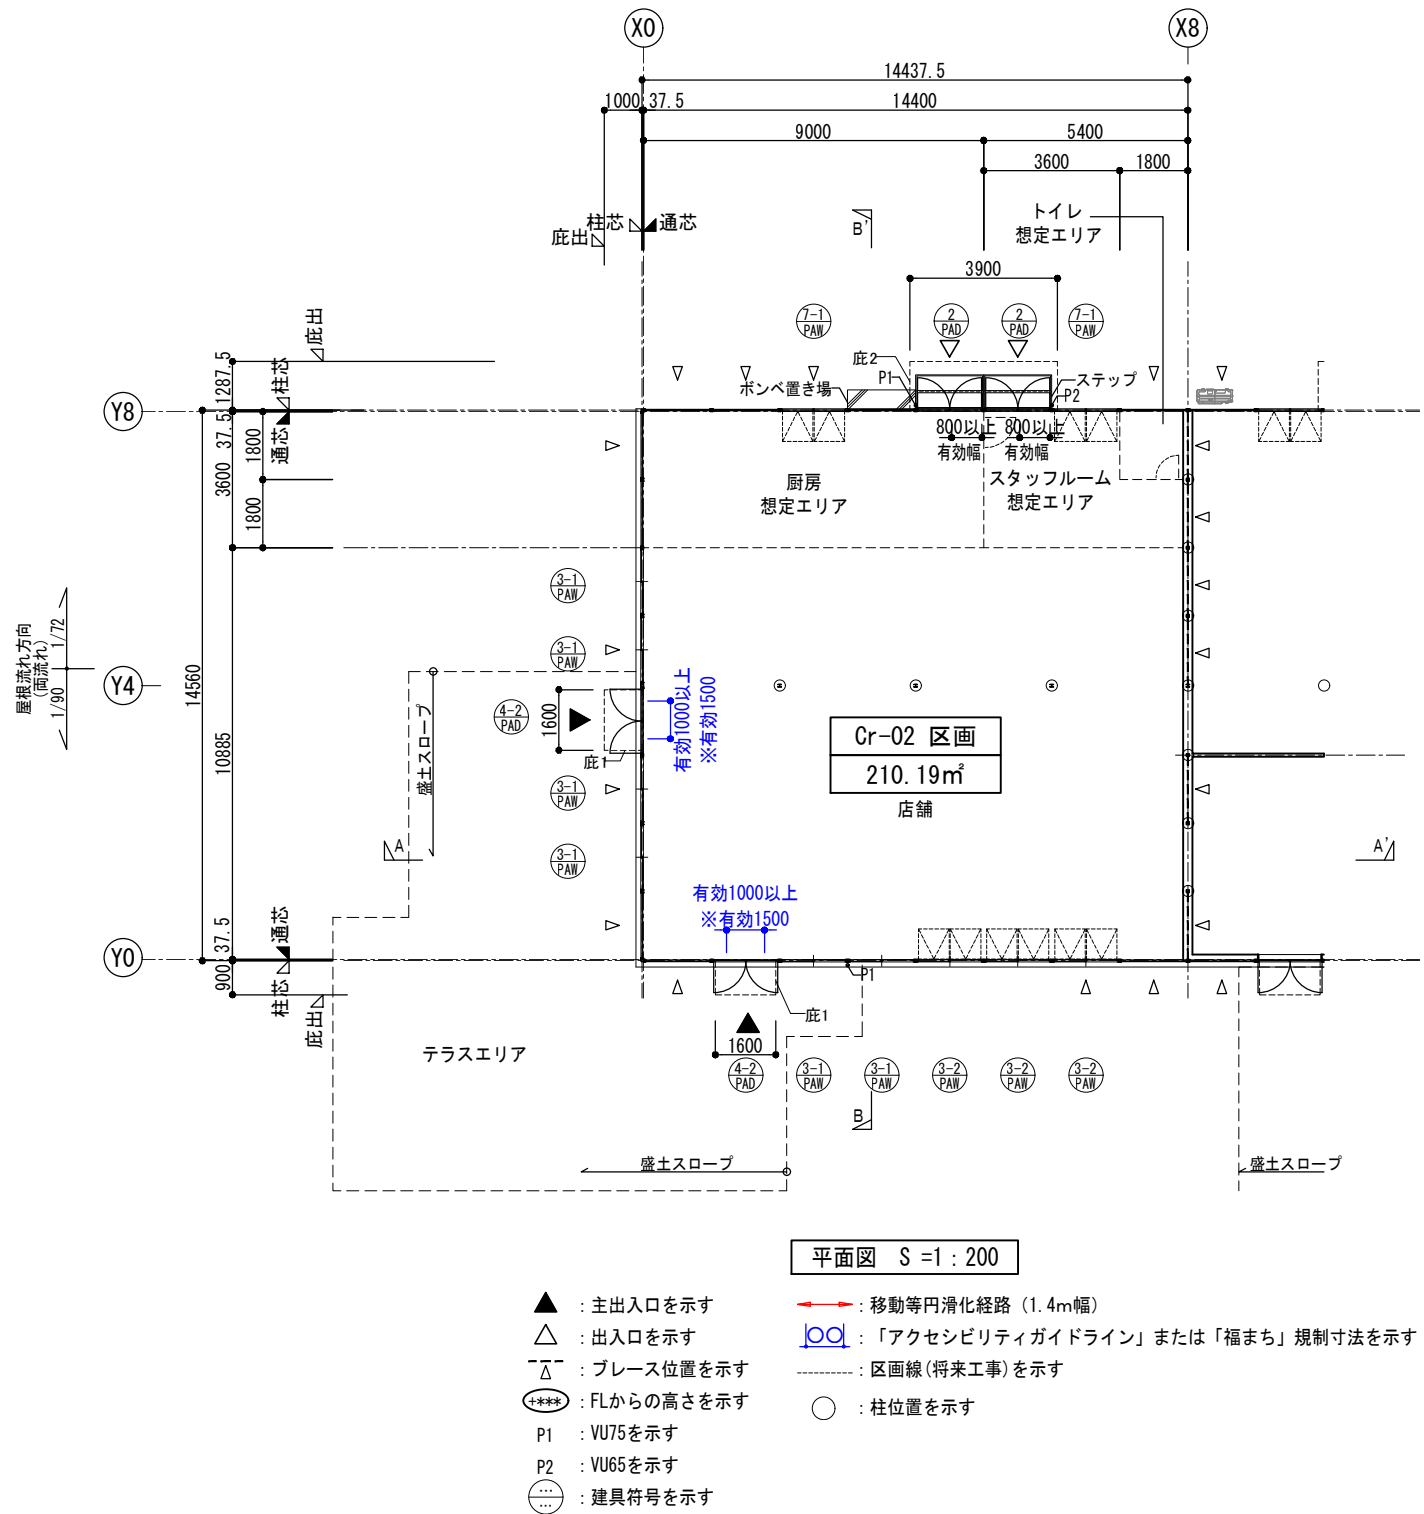 X0
X8
14437.5
1000
37.5
14400
9000
5400
3600
1800
柱芯
通芯
庇出
B'
トイレ
想定エリア
3900
7-1
PAW
2
PAD
2
PAD
7-1
PAW
庇出
庇2
P1
ステップ
P2
ボンベ置き場
1287.5
柱芯
Y8
37.5
通芯
1800
3600
1800
800以上
有効幅
800以上
有効幅
厨房
想定エリア
スタッフルーム
想定エリア
3-1
PAW
屋根流れ方向
(両流れ)
1/72
1/90
3-1
PAW
Y4
14560
10885
盛土スロープ
4-2
PAD
1600
庇1
有効1000以上
※有効1500
Cr-02 区画
210.19㎡
店舗
3-1
PAW
3-1
PAW
A
A'
有効1000以上
※有効1500
37.5
通芯
Y0
900
柱芯
庇出
P1
庇1
テラスエリア
1600
4-2
PAD
3-1
PAW
3-1
PAW
3-2
PAW
3-2
PAW
3-2
PAW
B
盛土スロープ
盛土スロープ
平面図 S =1 : 200
: 主出入口を示す
: 出入口を示す
: ブレース位置を示す
+***
: FLからの高さを示す
P1 : VU75を示す
P2 : VU65を示す
...
...
: 建具符号を示す
: 移動等円滑化経路 (1.4m幅)
○○ : 「アクセシビリティガイドライン」または「福まち」規制寸法を示す
: 区画線(将来工事)を示す
: 柱位置を示す